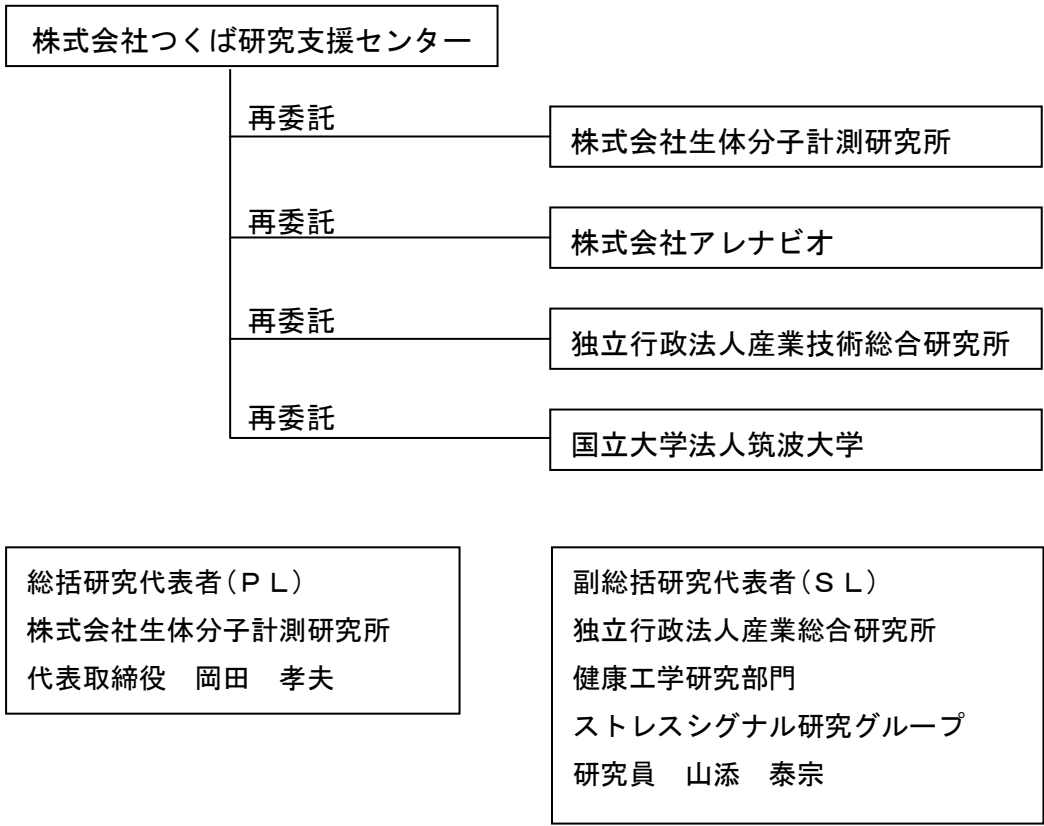 株式会社つくば研究支援センター
再委託
株式会社生体分子計測研究所
再委託
株式会社アレナビオ
再委託
独立行政法人産業技術総合研究所
再委託
国立大学法人筑波大学
総括研究代表者（ＰＬ）
株式会社生体分子計測研究所
代表取締役　岡田　孝夫
副総括研究代表者（ＳＬ）
独立行政法人産業総合研究所
健康工学研究部門
ストレスシグナル研究グループ
研究員　山添　泰宗